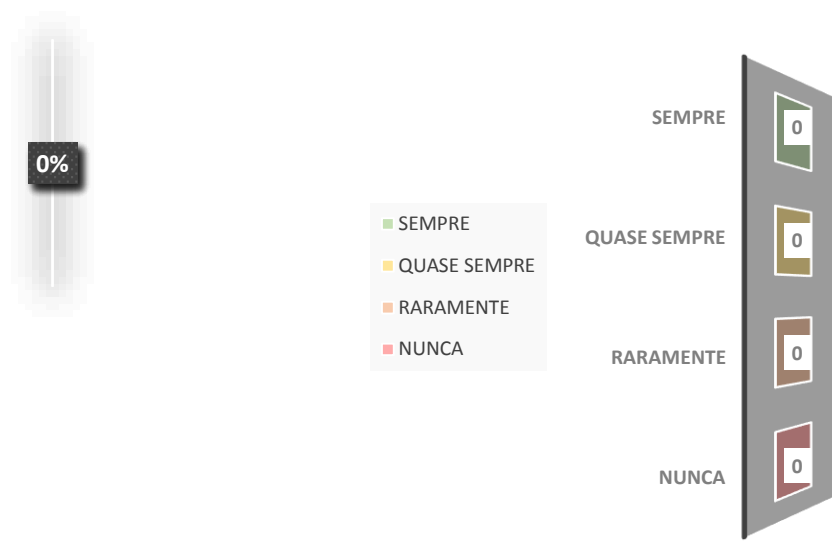 0%
SEMPRE
QUASE SEMPRE
RARAMENTE
NUNCA
SEMPRE
0
QUASE SEMPRE
0
RARAMENTE
0
NUNCA
0